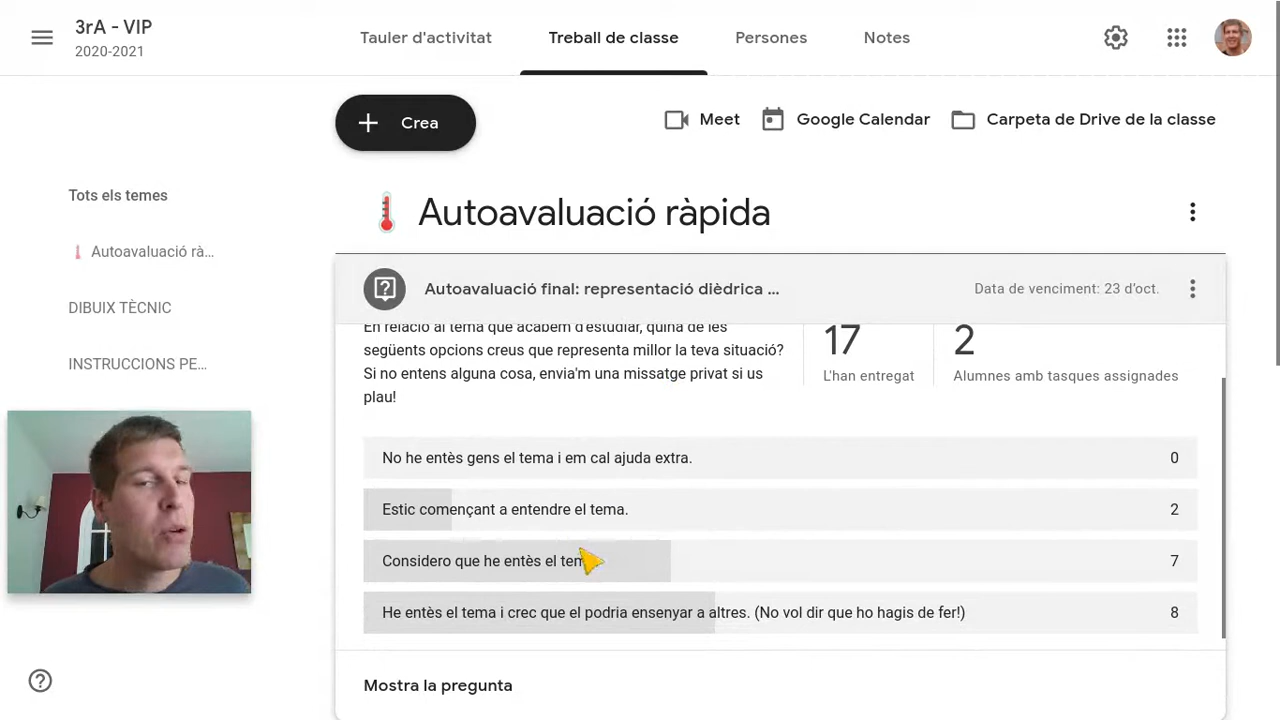 3rA - VIP
2020-2021
Tauler d'activitat
Treball de classe
Persones
Notes
Crea
Meet
Google Calendar
Carpeta de Drive de la classe
Tots els temes
Autoavaluació rà...
DIBUIX TÈCNIC
INSTRUCCIONS PE...
Autoavaluació ràpida
Autoavaluació final: representació dièdrica ...
Data de venciment: 23 d'oct.
En relació al tema que acabem d'estudiar, quina de les
següents opcions creus que representa millor la teva situació?
Si no entens alguna cosa, envia'm una missatge privat si us
plau!
17
L'han entregat
2
Alumnes amb tasques assignades
No he entès gens el tema i em cal ajuda extra.
0
Estic començant a entendre el tema.
2
Considero que he entès el
7
He entès el tema i crec que el podria ensenyar a altres. (No vol dir que ho hagis de fer!)
8
Mostra la pregunta